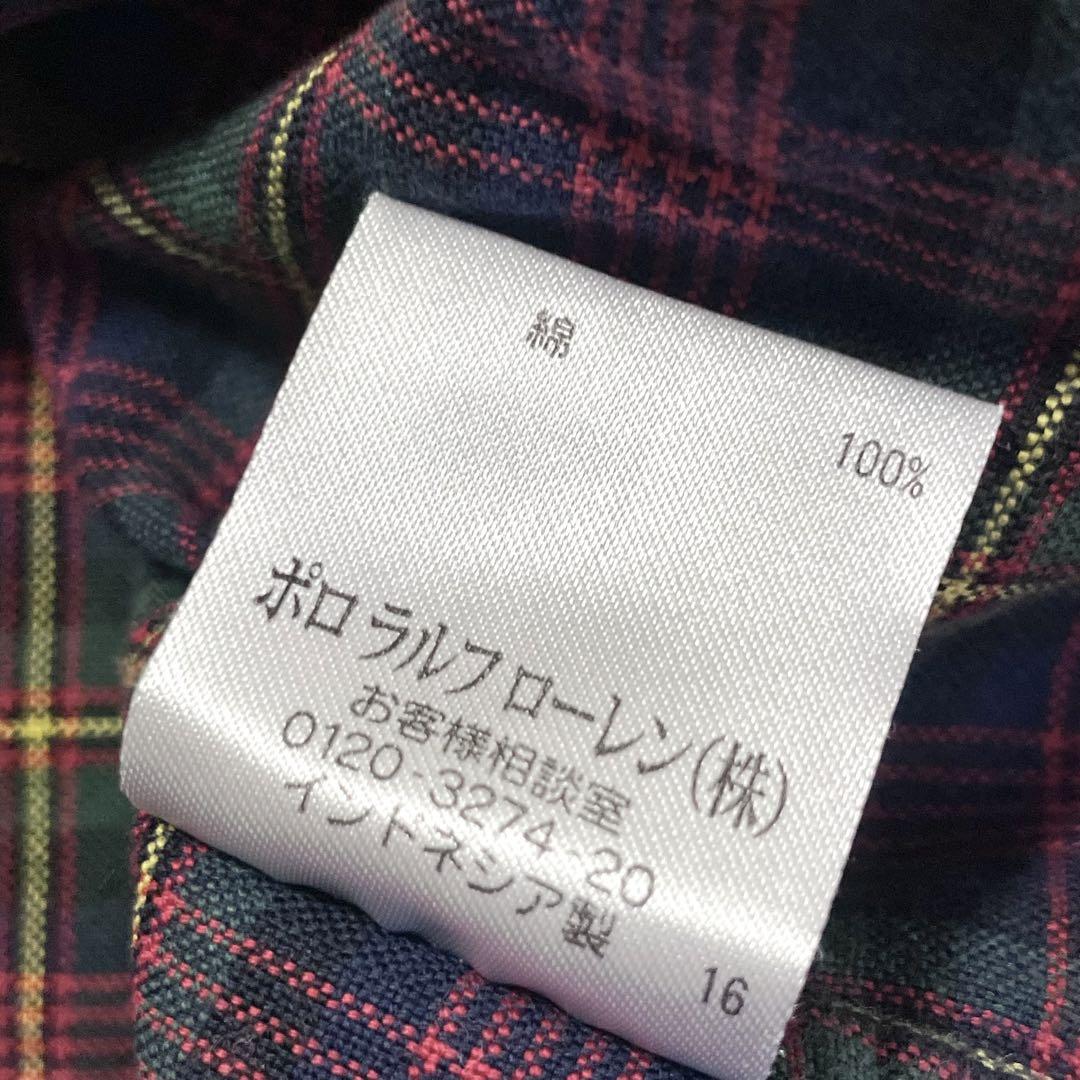 綿 100%
ポロ ラルフ ローレン(株)
お客様相談室
0120-3274-20
インドネシア製
16